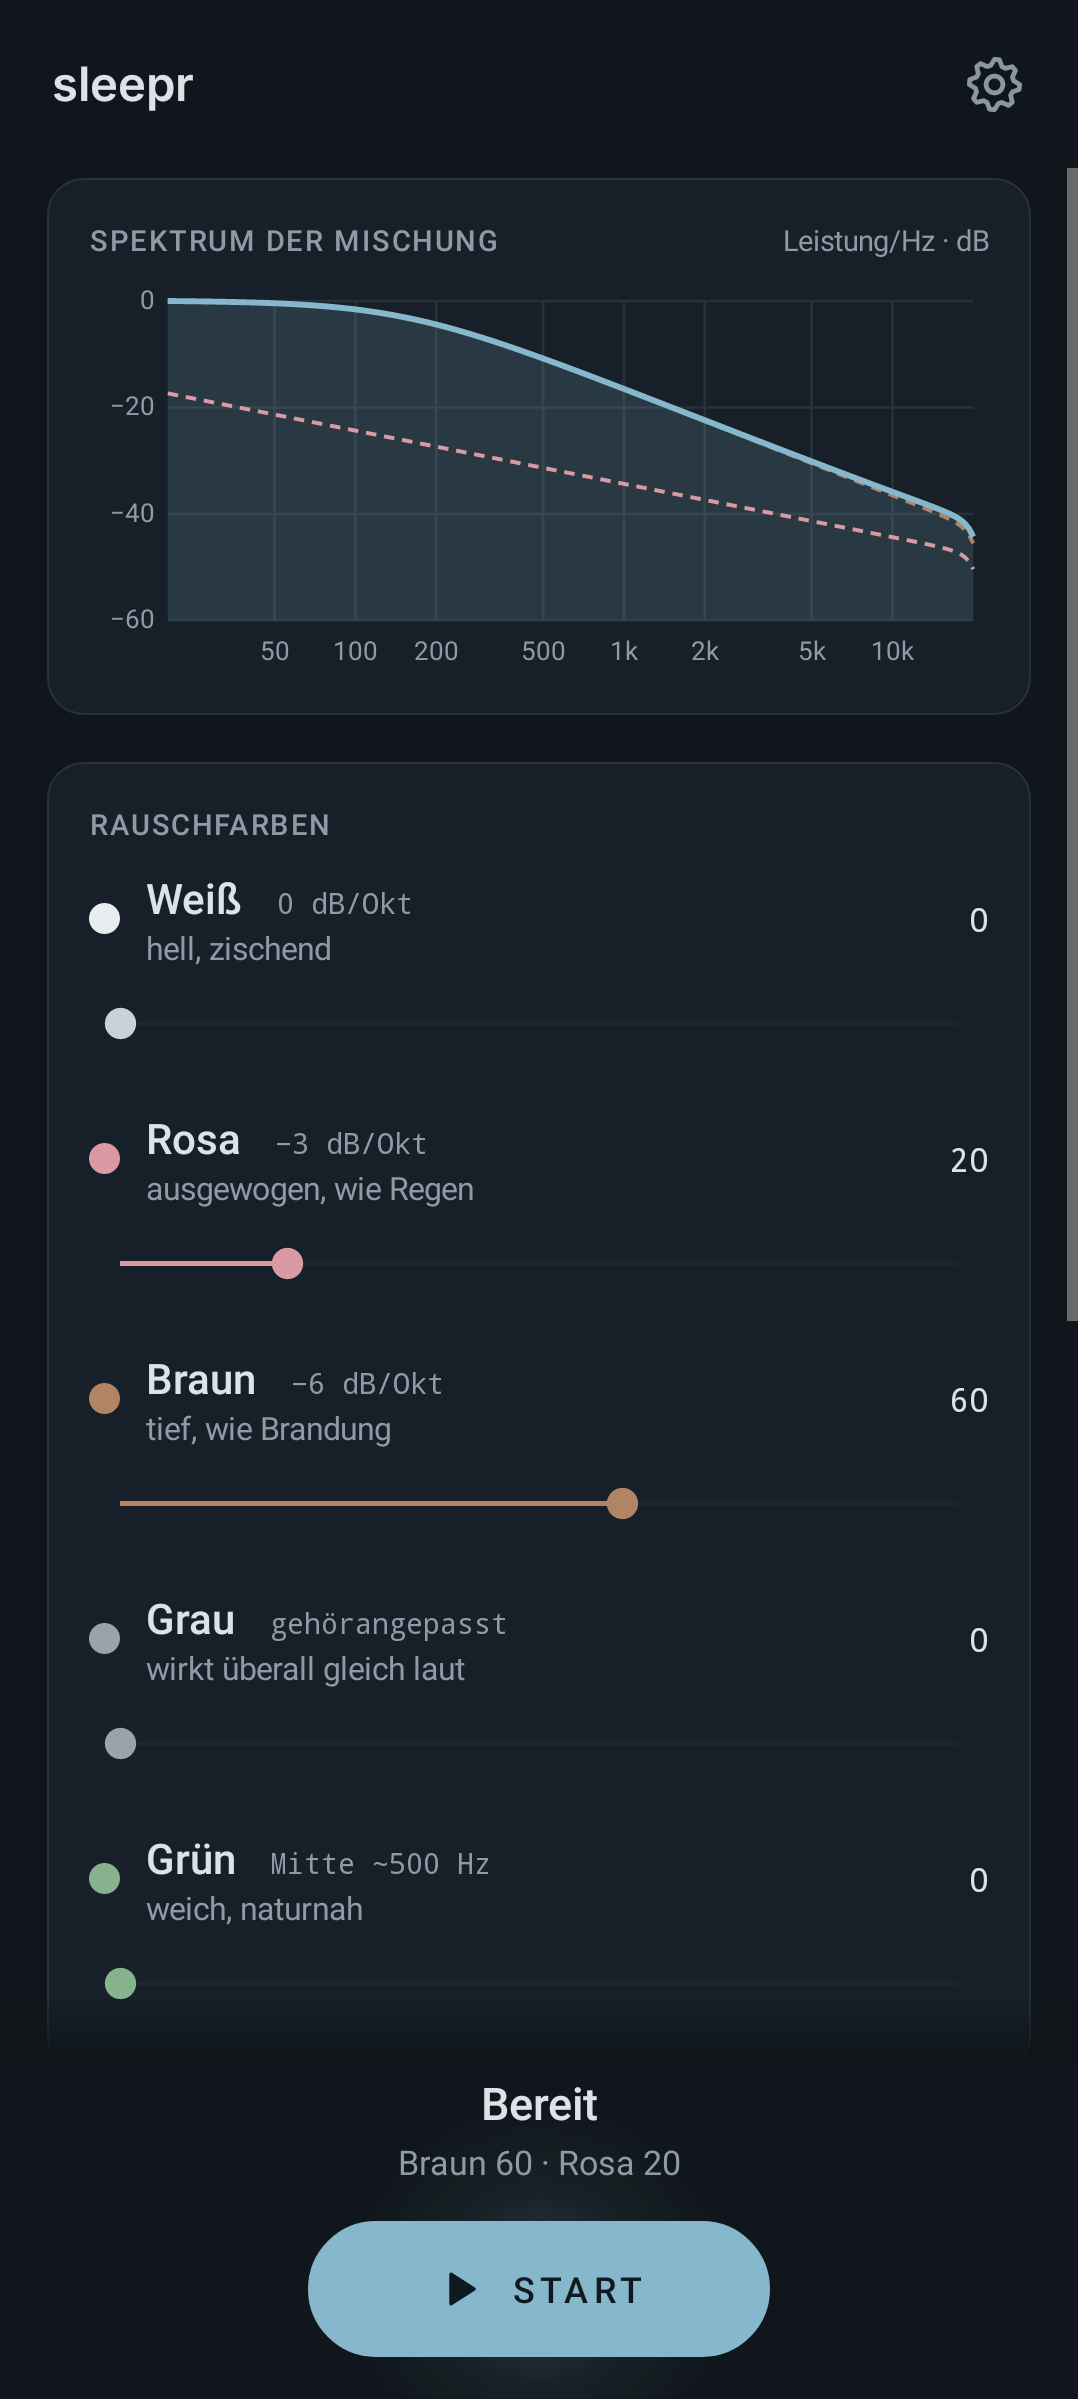 sleepr
SPEKTRUM DER MISCHUNG Leistung/Hz · dB
0
−20
−40
−60
50 100 200 500 1k 2k 5k 10k
RAUSCHFARBEN
Weiß 0 dB/Okt
hell, zischend
0
Rosa −3 dB/Okt
ausgewogen, wie Regen
20
Braun −6 dB/Okt
tief, wie Brandung
60
Grau gehörangepasst
wirkt überall gleich laut
0
Grün Mitte ~500 Hz
weich, naturnah
0
Bereit
Braun 60 · Rosa 20
START